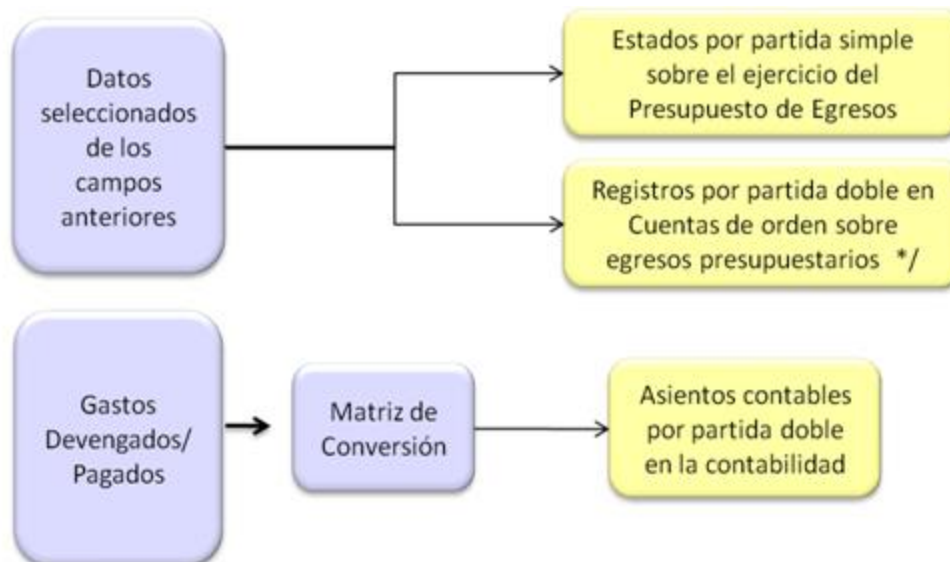 Datos
seleccionados
de los
campos
anteriores
Estados por partida simple
sobre el ejercicio del
Presupuesto de Egresos
Registros por partida doble en
Cuentas de orden sobre
egresos presupuestarios */
Gastos
Devengados/
Pagados
Matriz de
Conversión
Asientos contables
por partida doble
en la contabilidad